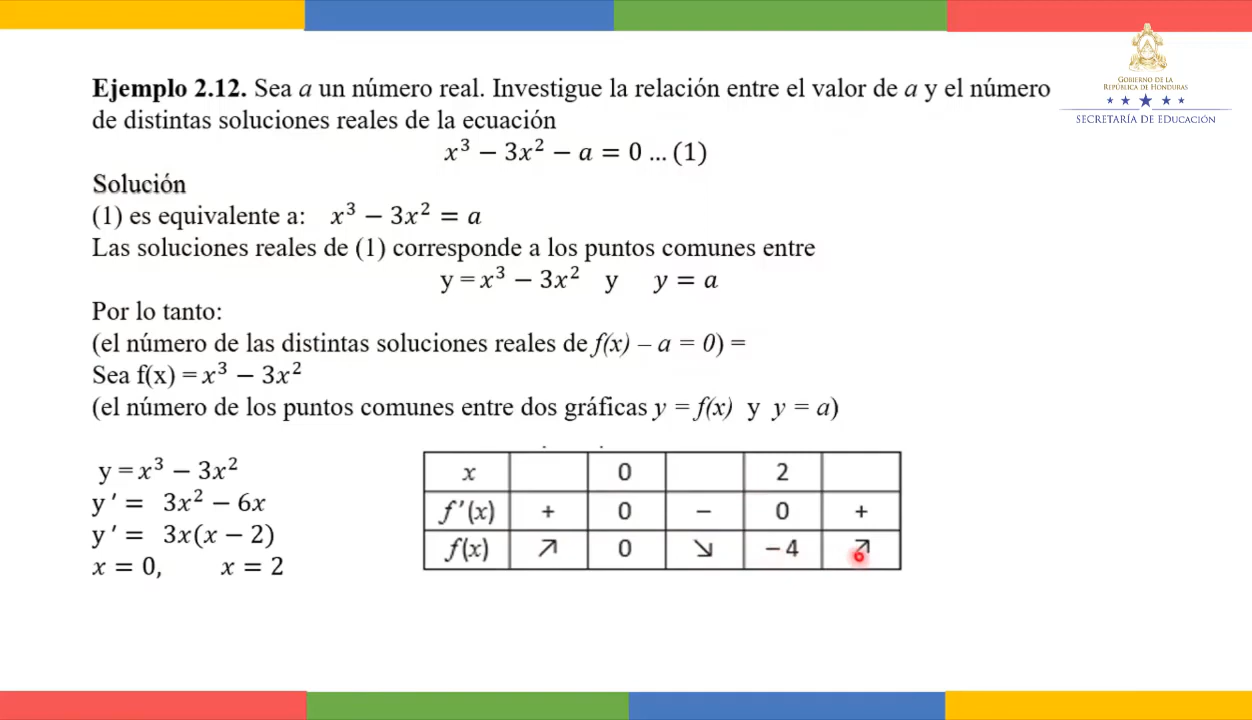 Ejemplo 2.12. Sea a un número real. Investigue la relación entre el valor de a y el número
de distintas soluciones reales de la ecuación
x³ − 3x² − a = 0 ... (1)
Solución
(1) es equivalente a: x³ − 3x² = a
Las soluciones reales de (1) corresponde a los puntos comunes entre
y = x³ − 3x² y y = a
Por lo tanto:
(el número de las distintas soluciones reales de f(x) – a = 0) =
Sea f(x) = x³ − 3x²
(el número de los puntos comunes entre dos gráficas y = f(x) y y = a)
y = x³ − 3x²
y ′ = 3x² − 6x
y ′ = 3x(x − 2)
x = 0, x = 2
x 0 2
f′(x) + 0 − 0 +
f(x) ↗ 0 ↘ −4 ↗
GOBIERNO DE LA
REPÚBLICA DE HONDURAS
★ ★ ★ ★ ★
SECRETARÍA DE EDUCACIÓN